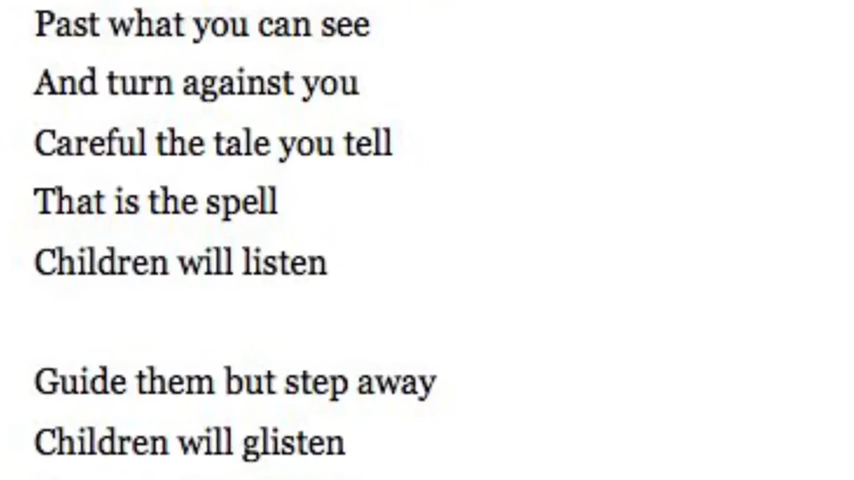 Past what you can see
And turn against you
Careful the tale you tell
That is the spell
Children will listen
Guide them but step away
Children will glisten